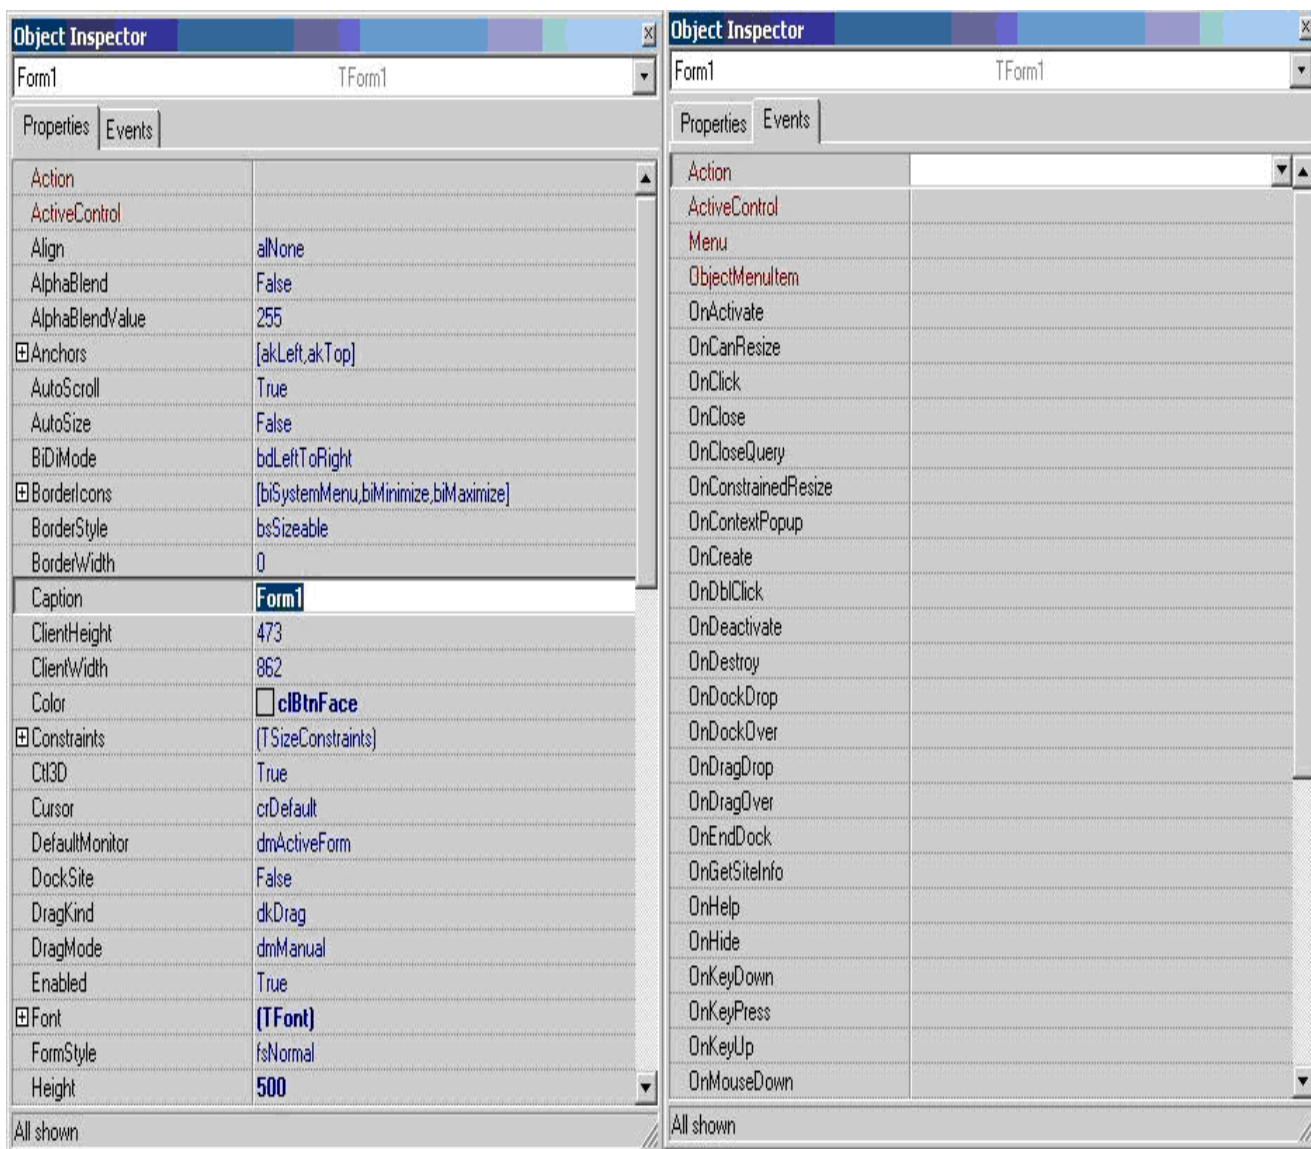 Object Inspector
Form1 TForm1
Properties Events
Action
ActiveControl
Align alNone
AlphaBlend False
AlphaBlendValue 255
Anchors [akLeft,akTop]
AutoScroll True
AutoSize False
BiDiMode bdLeftToRight
BorderIcons [biSystemMenu,biMinimize,biMaximize]
BorderStyle bsSizeable
BorderWidth 0
Caption Form1
ClientHeight 473
ClientWidth 862
Color clBtnFace
Constraints (TSizeConstraints)
Ctl3D True
Cursor crDefault
DefaultMonitor dmActiveForm
DockSite False
DragKind dkDrag
DragMode dmManual
Enabled True
Font (TFont)
FormStyle fsNormal
Height 500
All shown
Object Inspector
Form1 TForm1
Properties Events
Action
ActiveControl
Menu
ObjectMenuItem
OnActivate
OnCanResize
OnClick
OnClose
OnCloseQuery
OnConstrainedResize
OnContextPopup
OnCreate
OnDblClick
OnDeactivate
OnDestroy
OnDockDrop
OnDockOver
OnDragDrop
OnDragOver
OnEndDock
OnGetSiteInfo
OnHelp
OnHide
OnKeyDown
OnKeyPress
OnKeyUp
OnMouseDown
All shown